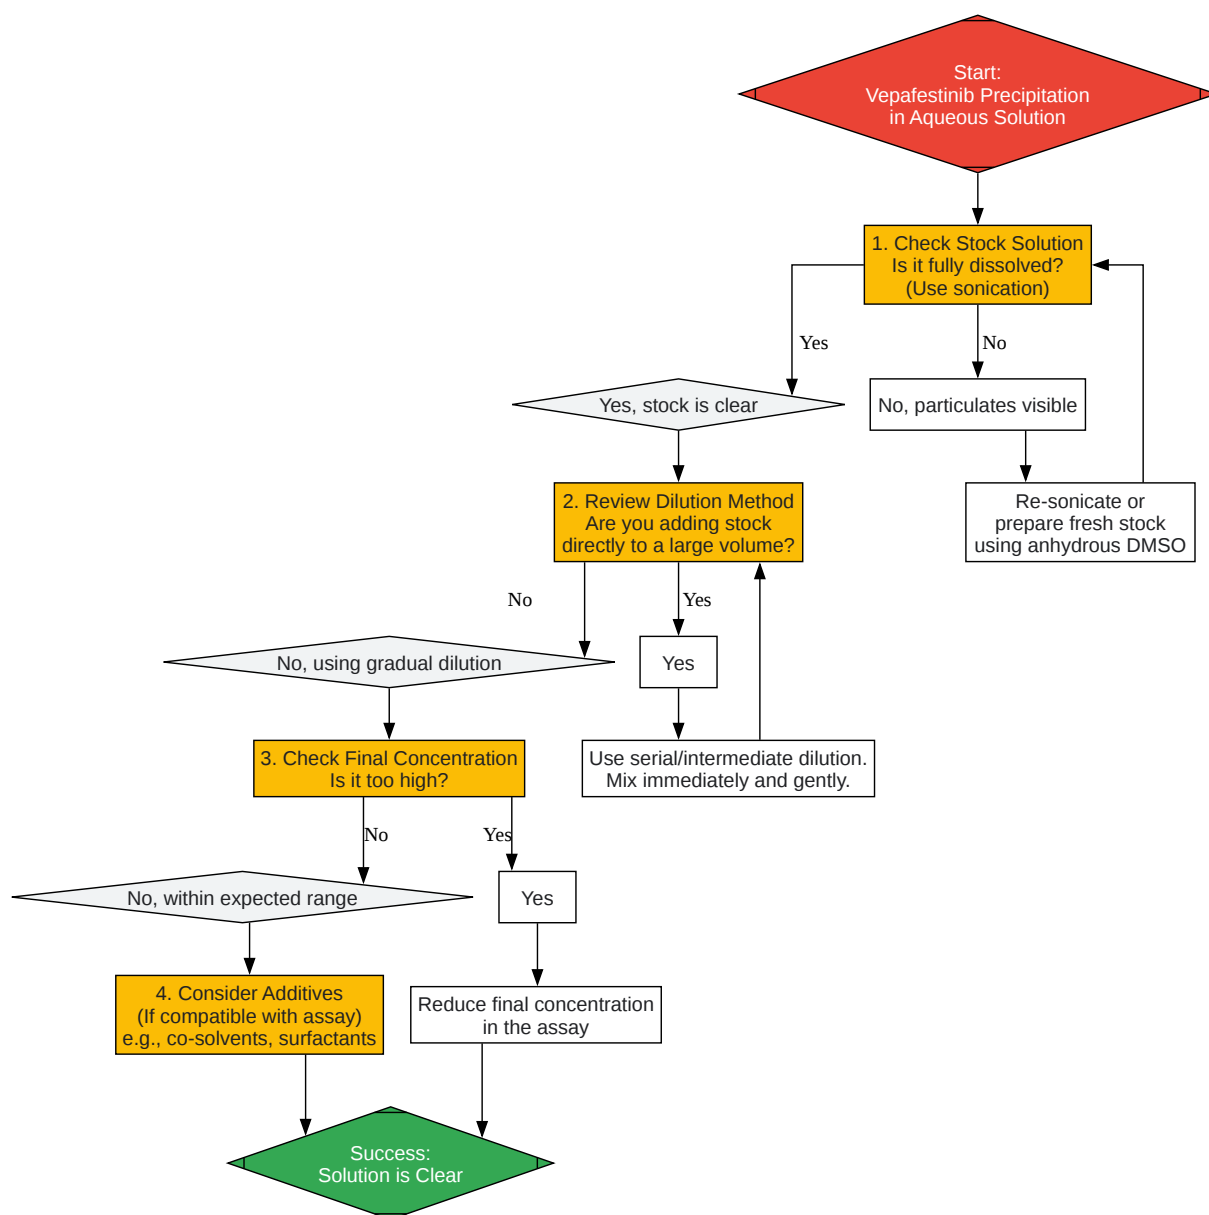 Start:
Vepafestinib Precipitation
in Aqueous Solution
1. Check Stock Solution
Is it fully dissolved?
(Use sonication)
Yes
No
Yes, stock is clear
No, particulates visible
2. Review Dilution Method
Are you adding stock
directly to a large volume?
Re-sonicate or
prepare fresh stock
using anhydrous DMSO
No
Yes
No, using gradual dilution
Yes
3. Check Final Concentration
Is it too high?
Use serial/intermediate dilution.
Mix immediately and gently.
No
Yes
No, within expected range
Yes
4. Consider Additives
(If compatible with assay)
e.g., co-solvents, surfactants
Reduce final concentration
in the assay
Success:
Solution is Clear